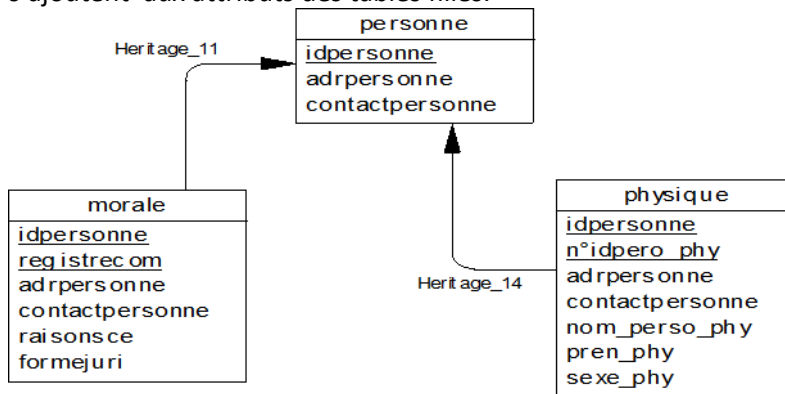 s'ajoutent aux attributs des tables filles.
personne
idpersonne
adrpersonne
contactpersonne
Heritage_11
morale
idpersonne
registrecom
adrpersonne
contactpersonne
raisonsce
formejuri
Heritage_14
physique
idpersonne
n°idpero_phy
adrpersonne
contactpersonne
nom_perso_phy
pren_phy
sexe_phy